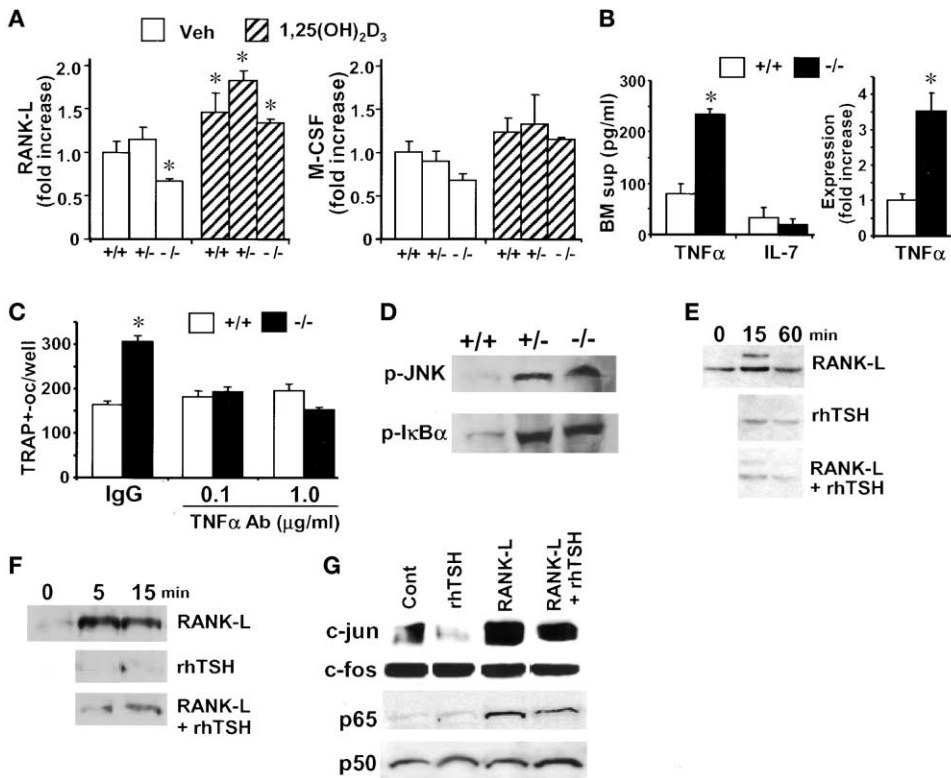 A
Veh 1,25(OH)2D3
RANK-L
(fold increase)
2.0
1.5
1.0
0.5
0
* * * *
+/+ +/- - /- +/+ +/- - /-
M-CSF
(fold increase)
2.0
1.5
1.0
0.5
0
+/+ +/- - /- +/+ +/- - /-
B
+/+ -/-
BM sup (pg/ml)
300
200
100
0
*
TNFα IL-7
Expression
(fold increase)
4
3
2
1
0
*
TNFα
C
+/+ -/-
TRAP+-oc/well
300
200
100
0
*
IgG 0.1 1.0
TNFα Ab (μg/ml)
D
+/+ +/- -/-
p-JNK
p-IκBα
E
0 15 60 min
RANK-L
rhTSH
RANK-L
+ rhTSH
F
0 5 15 min
RANK-L
rhTSH
RANK-L
+ rhTSH
G
Cont
rhTSH
RANK-L
RANK-L
+ rhTSH
c-jun
c-fos
p65
p50